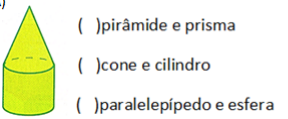 ( )pirâmide e prisma
( )cone e cilindro
( )paralelepípedo e esfera